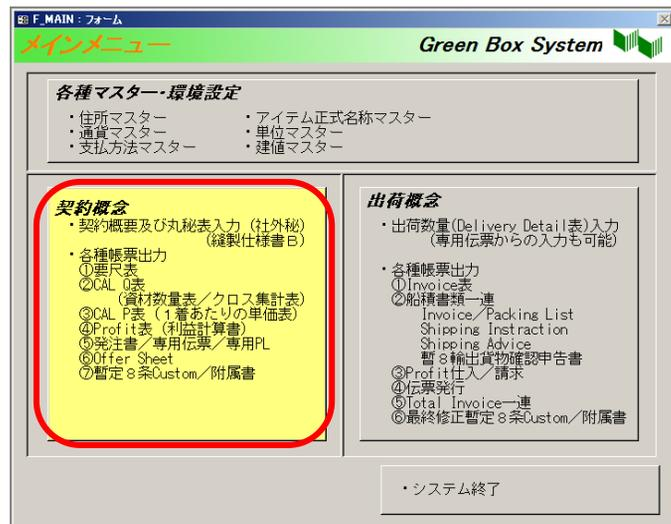 F_MAIN : フォーム
メインメニュー
Green Box System
各種マスター・環境設定
・住所マスター ・アイテム正式名称マスター
・通貨マスター ・単位マスター
・支払方法マスター ・建値マスター
契約概念
・契約概要及び丸秘表入力（社外秘）
（縫製仕様書Ｂ）
・各種帳票出力
①要尺表
②CAL Q表
（資材数量表／クロス集計表）
③CAL P表（１着あたりの単価表）
④Profit表（利益計算書）
⑤発注書／専用伝票／専用PL
⑥Offer Sheet
⑦暫定８条Custom／附属書
出荷概念
・出荷数量(Delivery Detail表)入力
（専用伝票からの入力も可能）
・各種帳票出力
①Invoice表
②船積書類一連
Invoice／Packing List
Shipping Instraction
Shipping Advice
暫８輸出貨物確認申告書
③Profit仕入／請求
④伝票発行
⑤Total Invoice一連
⑥最終修正暫定８条Custom／附属書
・システム終了